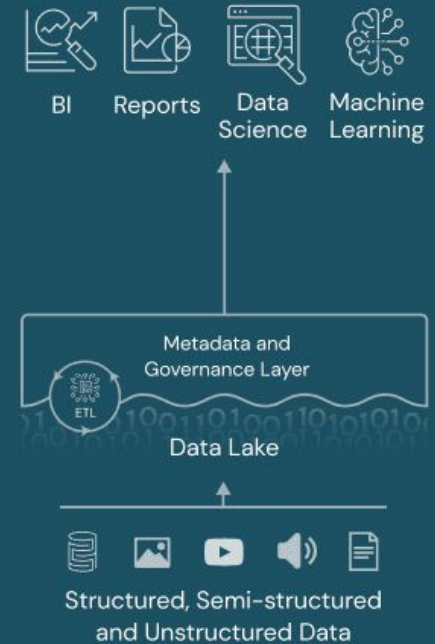 BI
Reports
Data
Science
Machine
Learning
Metadata and
Governance Layer
ETL
Data Lake
Structured, Semi-structured
and Unstructured Data